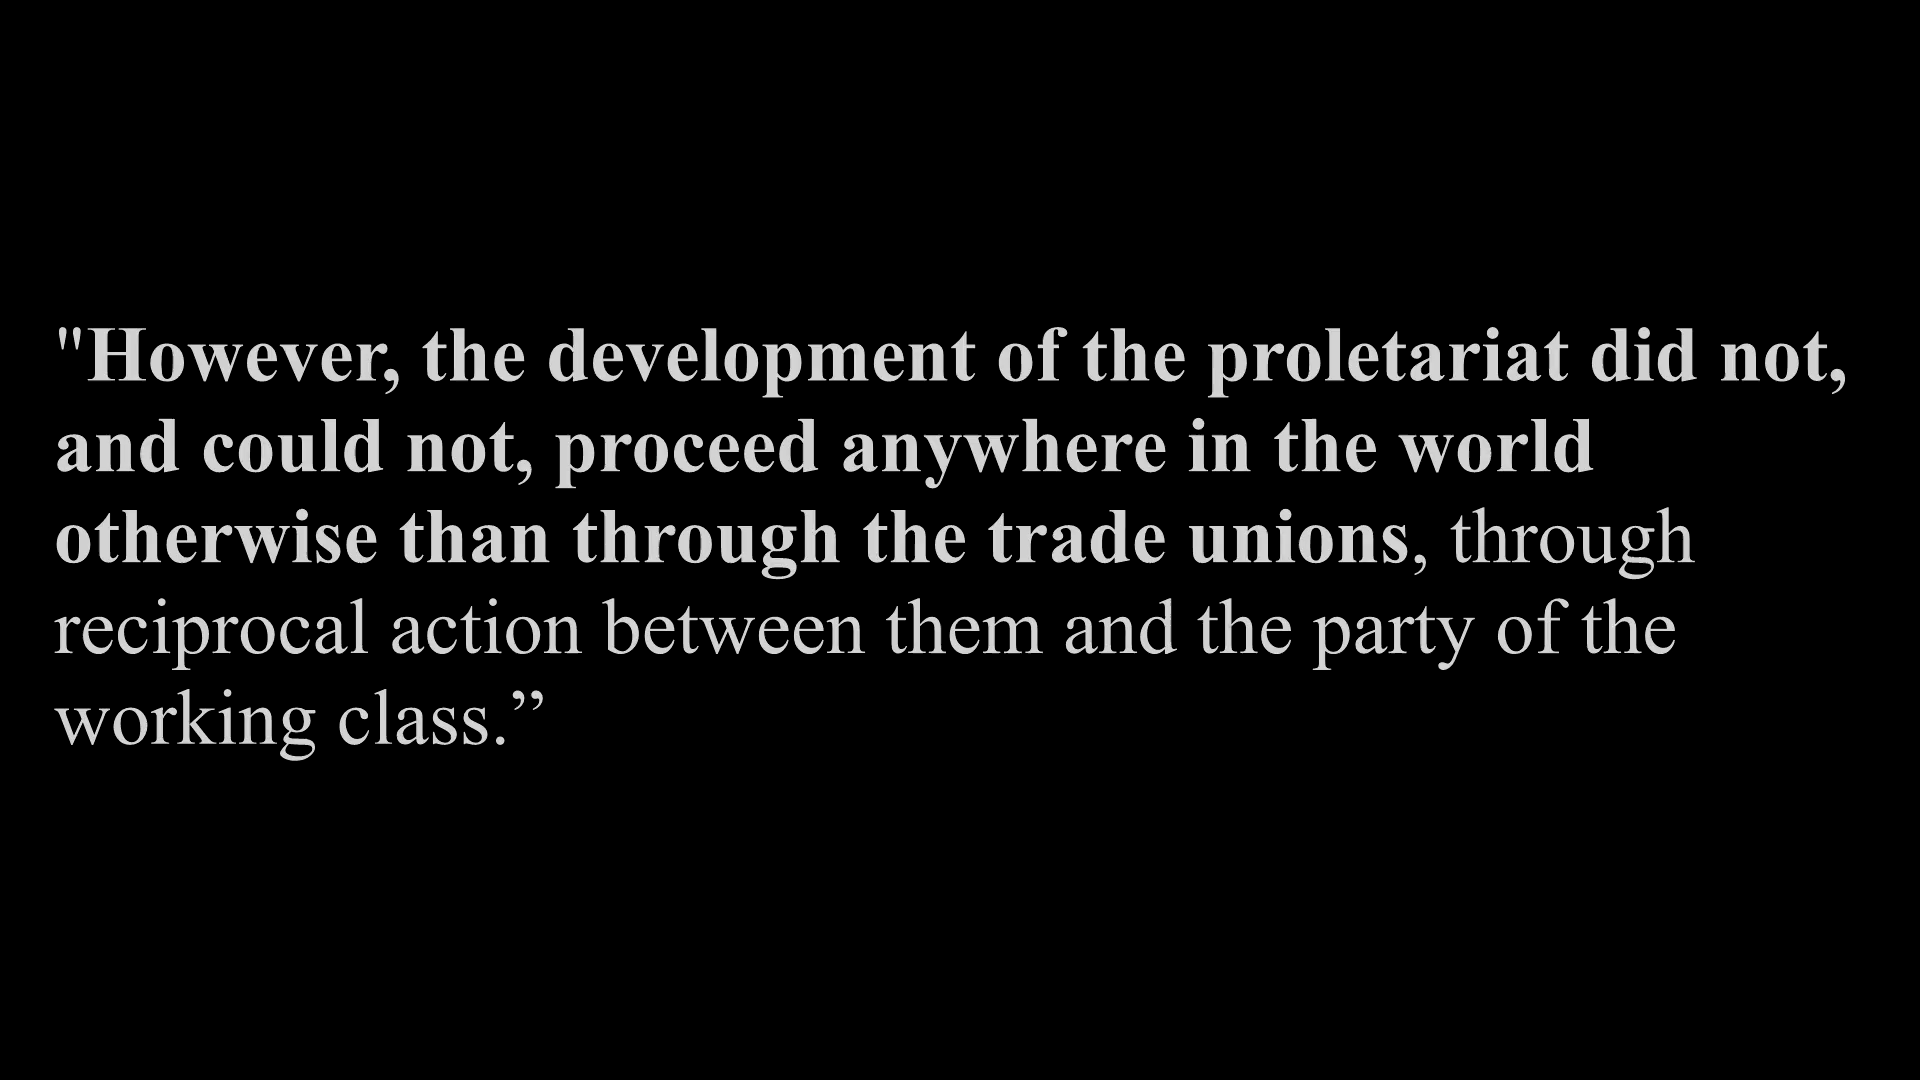 "However, the development of the proletariat did not,
and could not, proceed anywhere in the world
otherwise than through the trade unions, through
reciprocal action between them and the party of the
working class.”